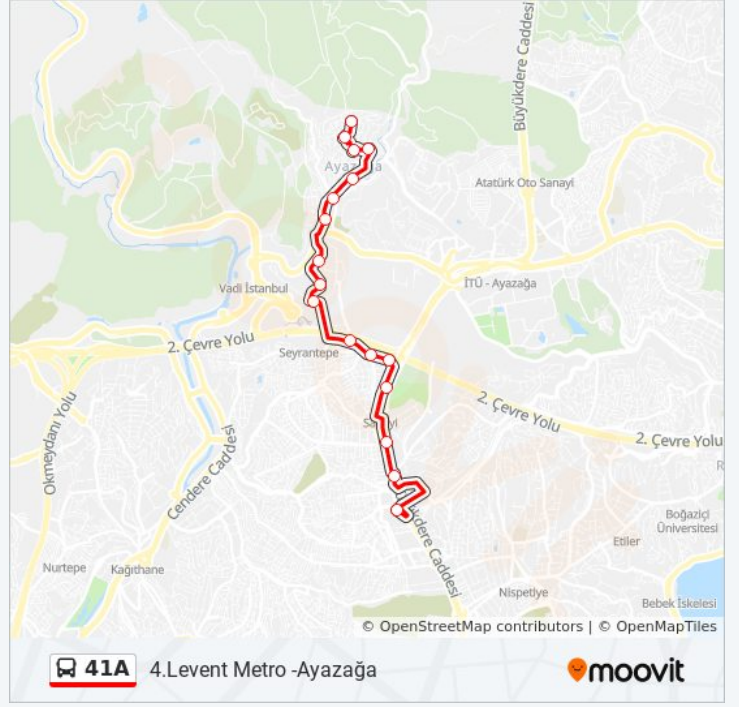 Büyükdere Caddesi
Ayazağa
Atatürk Oto Sanayi
Vadi İstanbul
İTÜ - Ayazağa
2. Çevre Yolu
Seyrantepe
2. Çevre Yolu
2. Çevre Yolu
Okmeydanı Yolu
Cendere Caddesi
kdere Caddesi
Boğaziçi
Üniversitesi
Etiler
Nurtepe
Kağıthane
Nispetiye
Bebek İskelesi
© OpenStreetMap contributors | © OpenMapTiles
41A
4.Levent Metro -Ayazağa
moovit